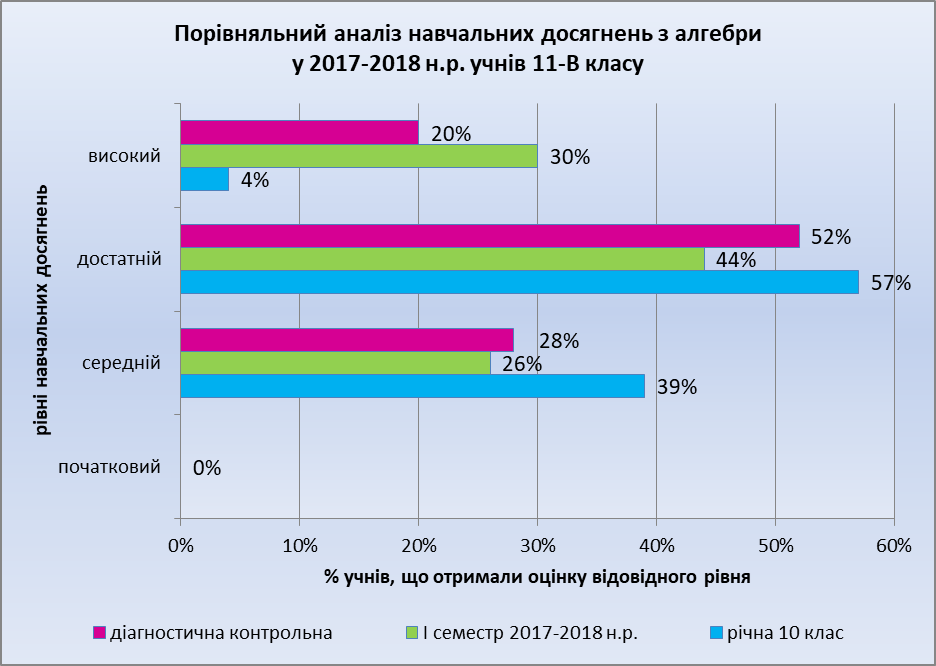 Порівняльний аналіз навчальних досягнень з алгебри
у 2017-2018 н.р. учнів 11-В класу
рівні навчальних досягнень
високий
20%
30%
4%
достатній
52%
44%
57%
середній
28%
26%
39%
початковий
0%
0% 10% 20% 30% 40% 50% 60%
% учнів, що отримали оцінку відовідного рівня
діагностична контрольна І семестр 2017-2018 н.р. річна 10 клас